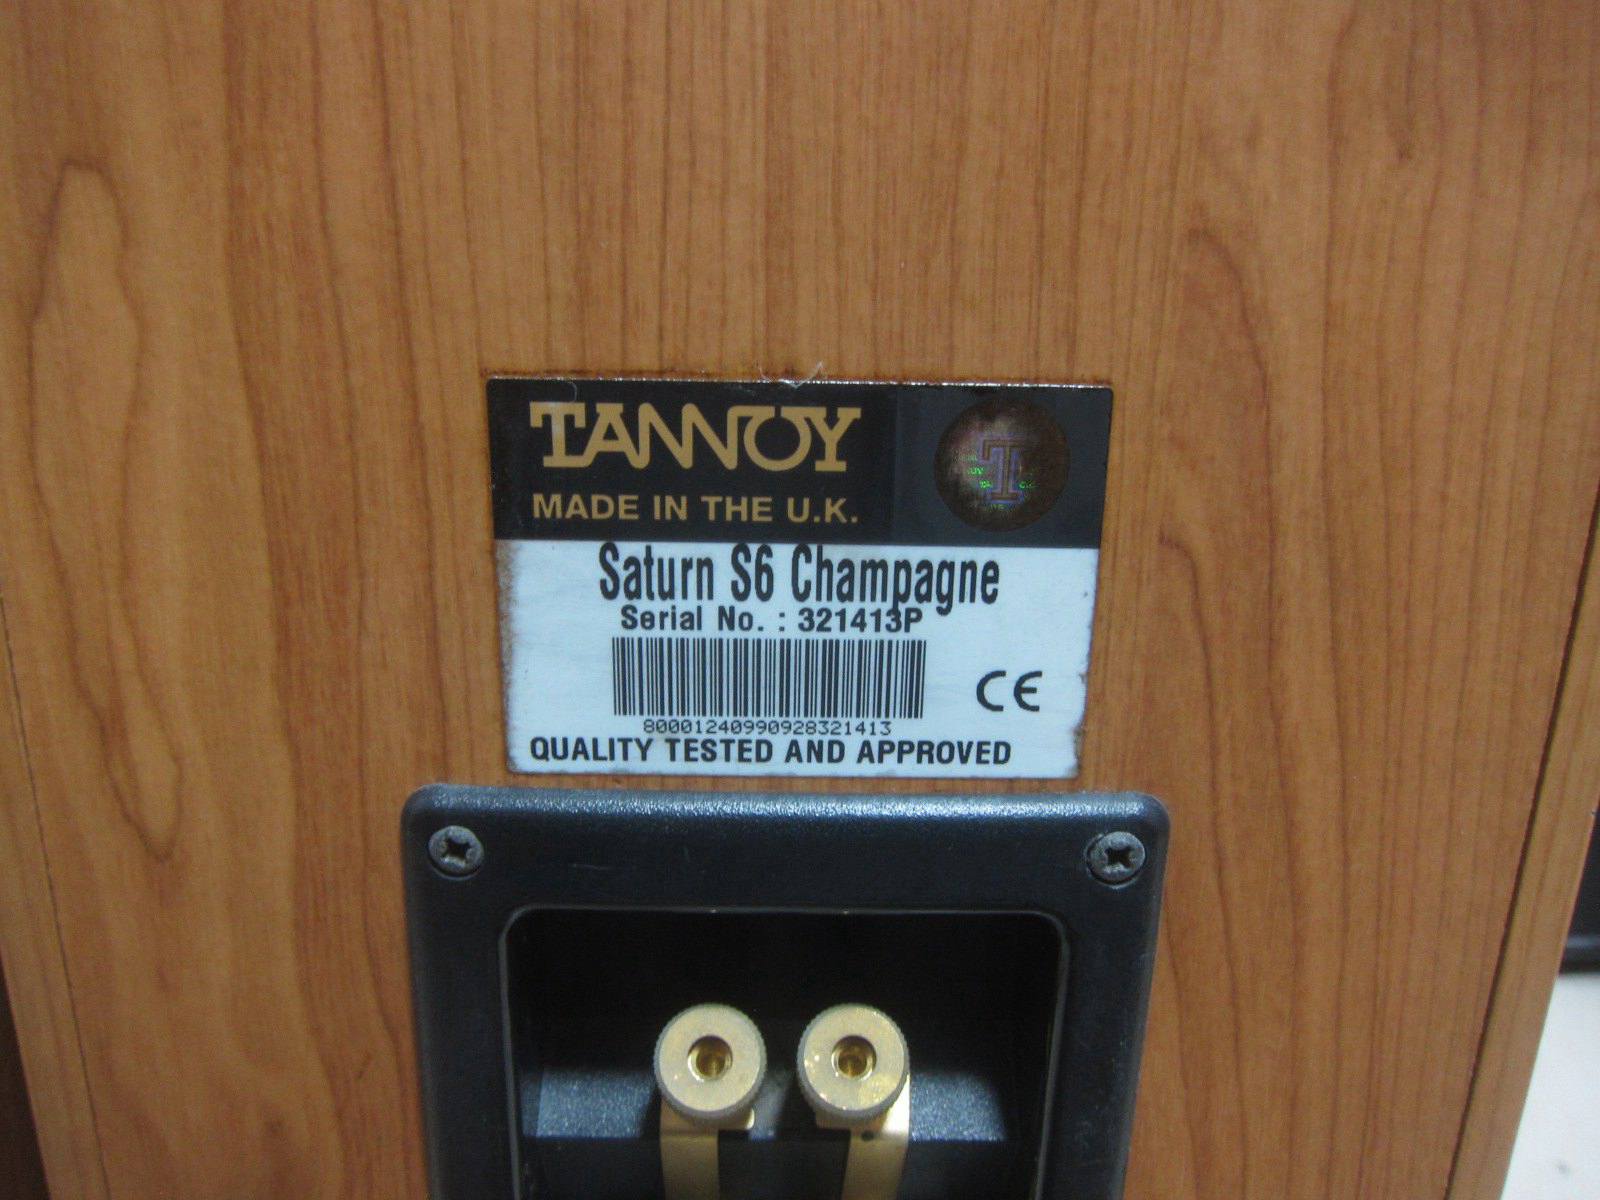 TANNOY
MADE IN THE U.K.
T
Saturn S6 Champagne
Serial No. : 321413P
CE
80001240990928321413
QUALITY TESTED AND APPROVED